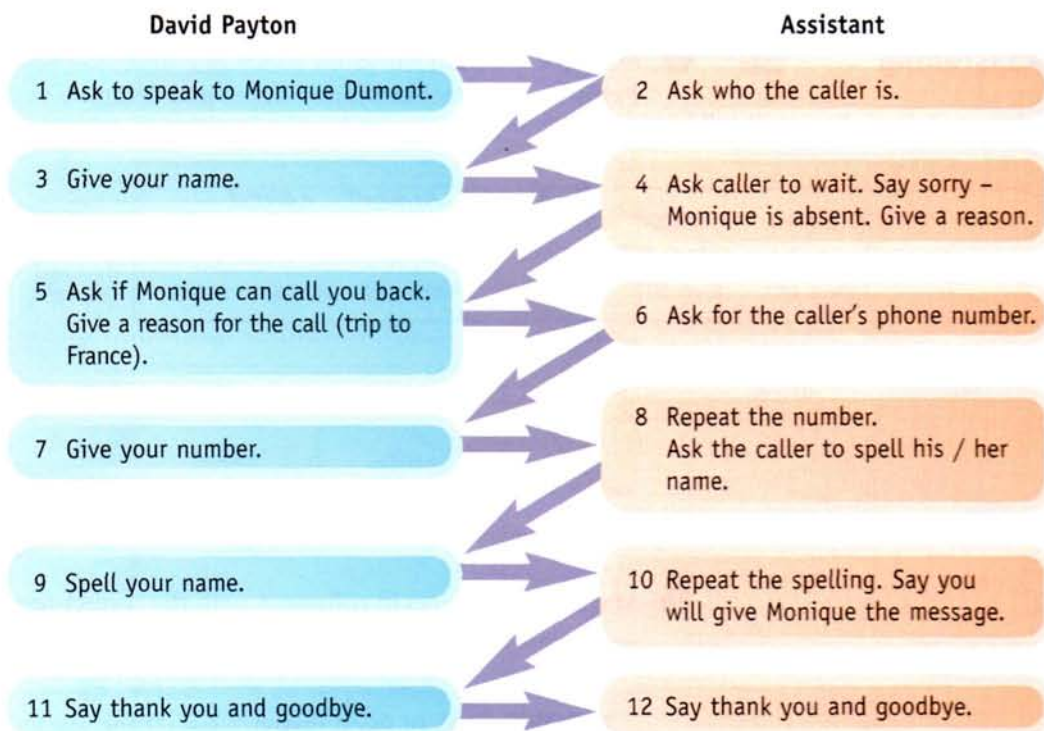 David Payton
Assistant
1 Ask to speak to Monique Dumont.
2 Ask who the caller is.
3 Give your name.
4 Ask caller to wait. Say sorry –
Monique is absent. Give a reason.
5 Ask if Monique can call you back.
Give a reason for the call (trip to
France).
6 Ask for the caller's phone number.
7 Give your number.
8 Repeat the number.
Ask the caller to spell his / her
name.
9 Spell your name.
10 Repeat the spelling. Say you
will give Monique the message.
11 Say thank you and goodbye.
12 Say thank you and goodbye.